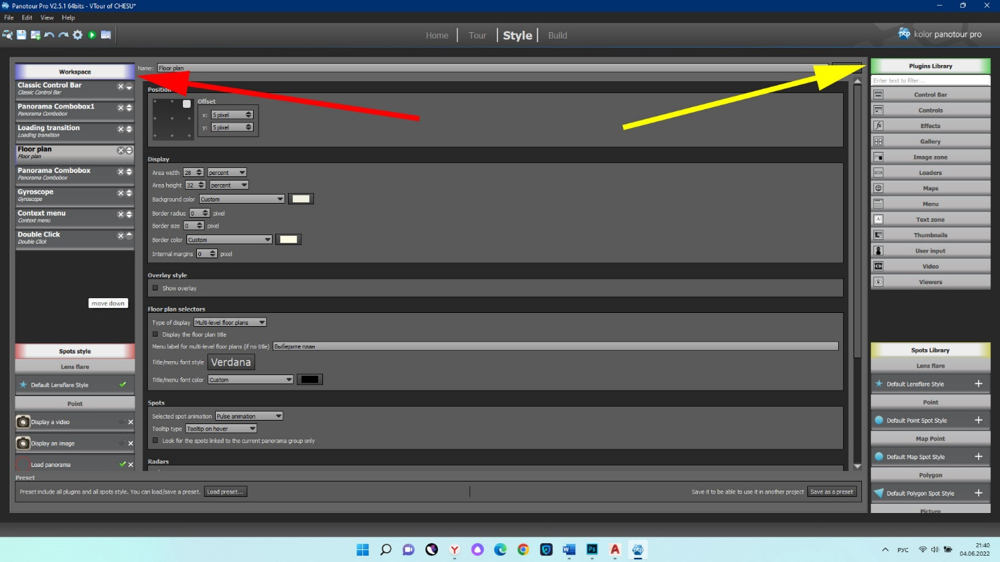 Panotour Pro V2.5.1 64bits - VTour of CHESU*
File Edit View Help
Home Tour Style Build
kolor panotour pro
Workspace
Classic Control Bar
Classic Control Bar
Panorama Combobox1
Panorama Combobox
Loading transition
Loading transition
Floor plan
Floor plan
Panorama Combobox
Panorama Combobox
Gyroscope
Gyroscope
Context menu
Context menu
Double Click
Double Click
move down
Spots style
Lens flare
Default Lensflare Style
Point
Display a video
Display an image
Load panorama
Name: Floor plan
Position
Offset
x: 5 pixel
y: 5 pixel
Display
Area width 28 percent
Area height 32 percent
Background color Custom
Border radius 0 pixel
Border size 0 pixel
Border color Custom
Internal margins 0 pixel
Overlay style
Show overlay
Floor plan selectors
Type of display Multi-level floor plans
Display the floor plan title
Menu label for multi-level floor plans (if no title) Выберите план
Title/menu font style Verdana
Title/menu font color Custom
Spots
Selected spot animation Pulse animation
Tooltip type Tooltip on hover
Look for the spots linked to the current panorama group only
Radars
Preset
Preset include all plugins and all spots style. You can load/save a preset. Load preset...
Save it to be able to use it in another project Save as a preset
Plugins Library
Enter text to filter...
Control Bar
Controls
Effects
Gallery
Image zone
Loaders
Maps
Menu
Text zone
Thumbnails
User input
Video
Viewers
Spots Library
Lens flare
Default Lensflare Style
Point
Default Point Spot Style
Map Point
Default Map Spot Style
Polygon
Default Polygon Spot Style
Picture
РУС
21:40
04.06.2022